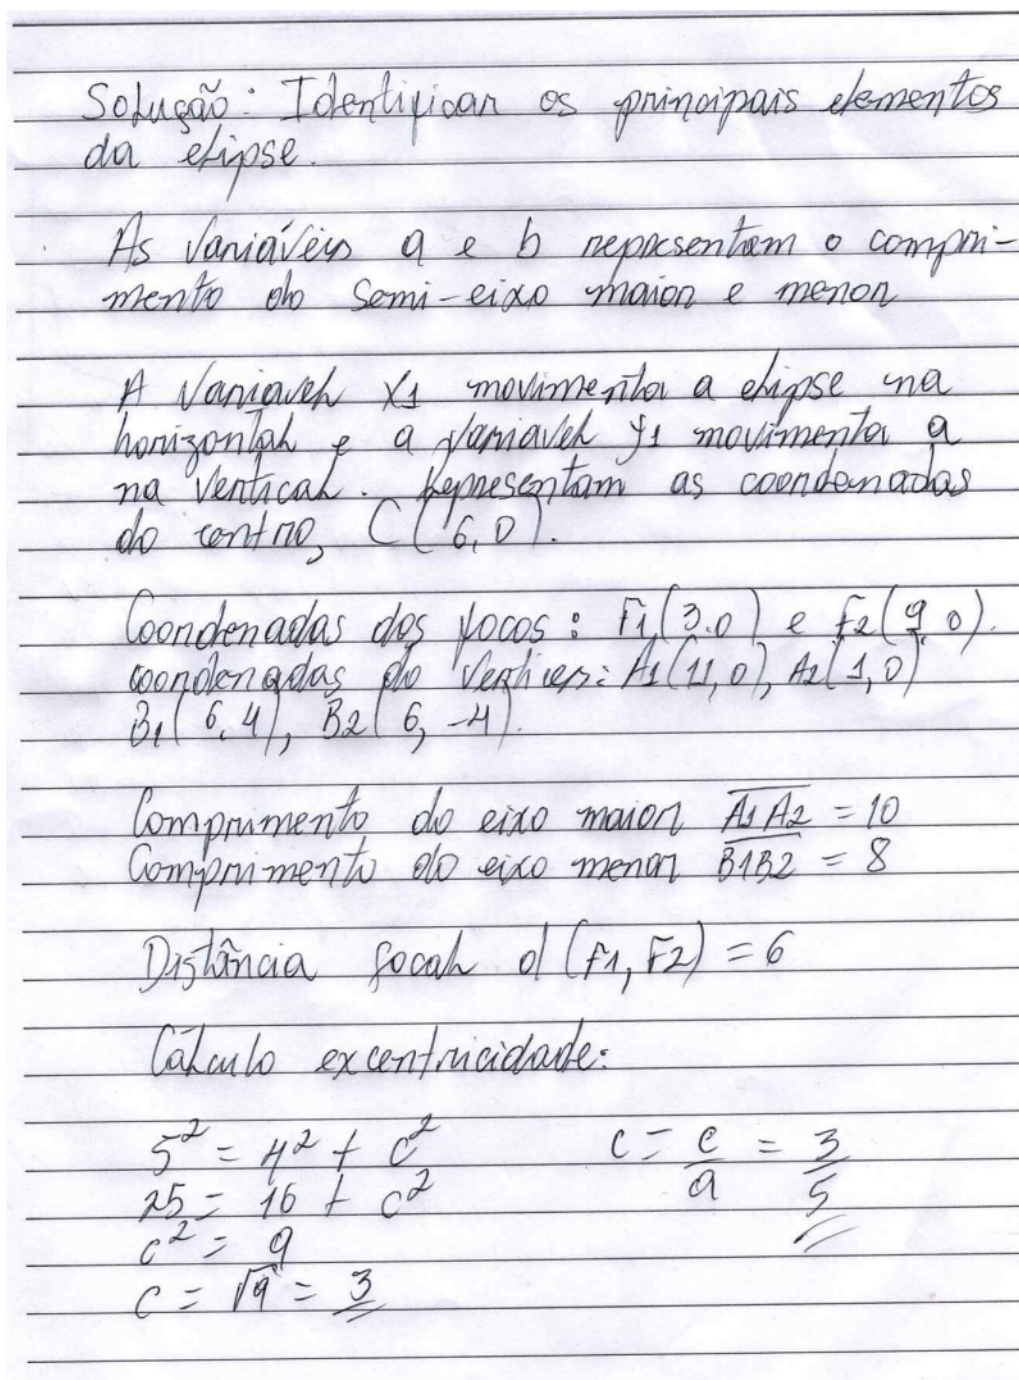 Solução: Identificar os principais elementos
da elipse.
As Variáveis a e b representam o compri-
mento do Semi-eixo maior e menor
A Variavel X1 movimenta a elipse na
horizontal e a variavel y1 movimenta a
na Vertical. Representam as coordenadas
do centro, C(6,0).
Coordenadas dos focos: F1(3.0) e F2(9,0).
coordenadas do Vertices: A1(11,0), A2(1,0)
B1(6,4), B2(6,-4).
Comprimento do eixo maior A1A2 = 10
Comprimento do eixo menor B1B2 = 8
Distância focal d(F1,F2) = 6
Cálculo excentricidade:
5² = 4² + c² c = c/a = 3/5
25 = 16 + c²
c² = 9
c = √9 = 3